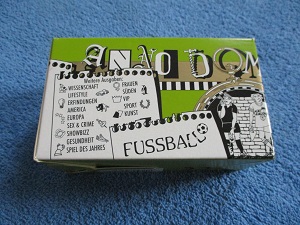 ANNO DOM
Weitere Ausgaben:
WISSENSCHAFT
LIFESTYLE
ERFINDUNGEN
AMERICA
EUROPA
SEX & CRIME
SHOWBIZZ
GESUNDHEIT
SPIEL DES JAHRES
FRAUEN
SÜDEN
VIP
SPORT
KUNST
FUSSBALL